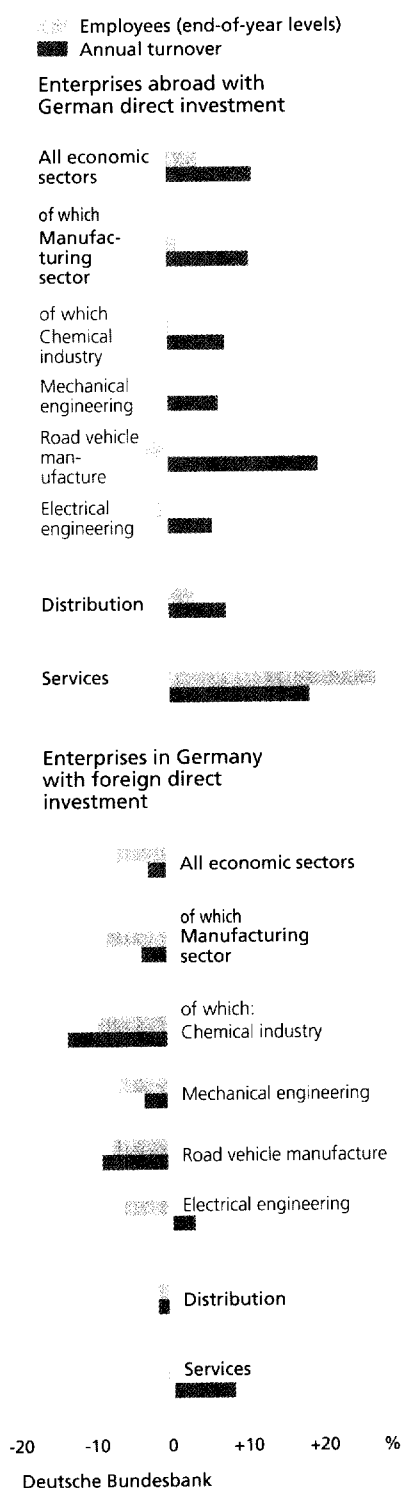 Employees (end-of-year levels)
Annual turnover
Enterprises abroad with
German direct investment
All economic
sectors
of which
Manufac-
turing
sector
of which
Chemical
industry
Mechanical
engineering
Road vehicle
man-
ufacture
Electrical
engineering
Distribution
Services
Enterprises in Germany
with foreign direct
investment
All economic sectors
of which
Manufacturing
sector
of which:
Chemical industry
Mechanical engineering
Road vehicle manufacture
Electrical engineering
Distribution
Services
-20 -10 0 +10 +20 %
Deutsche Bundesbank